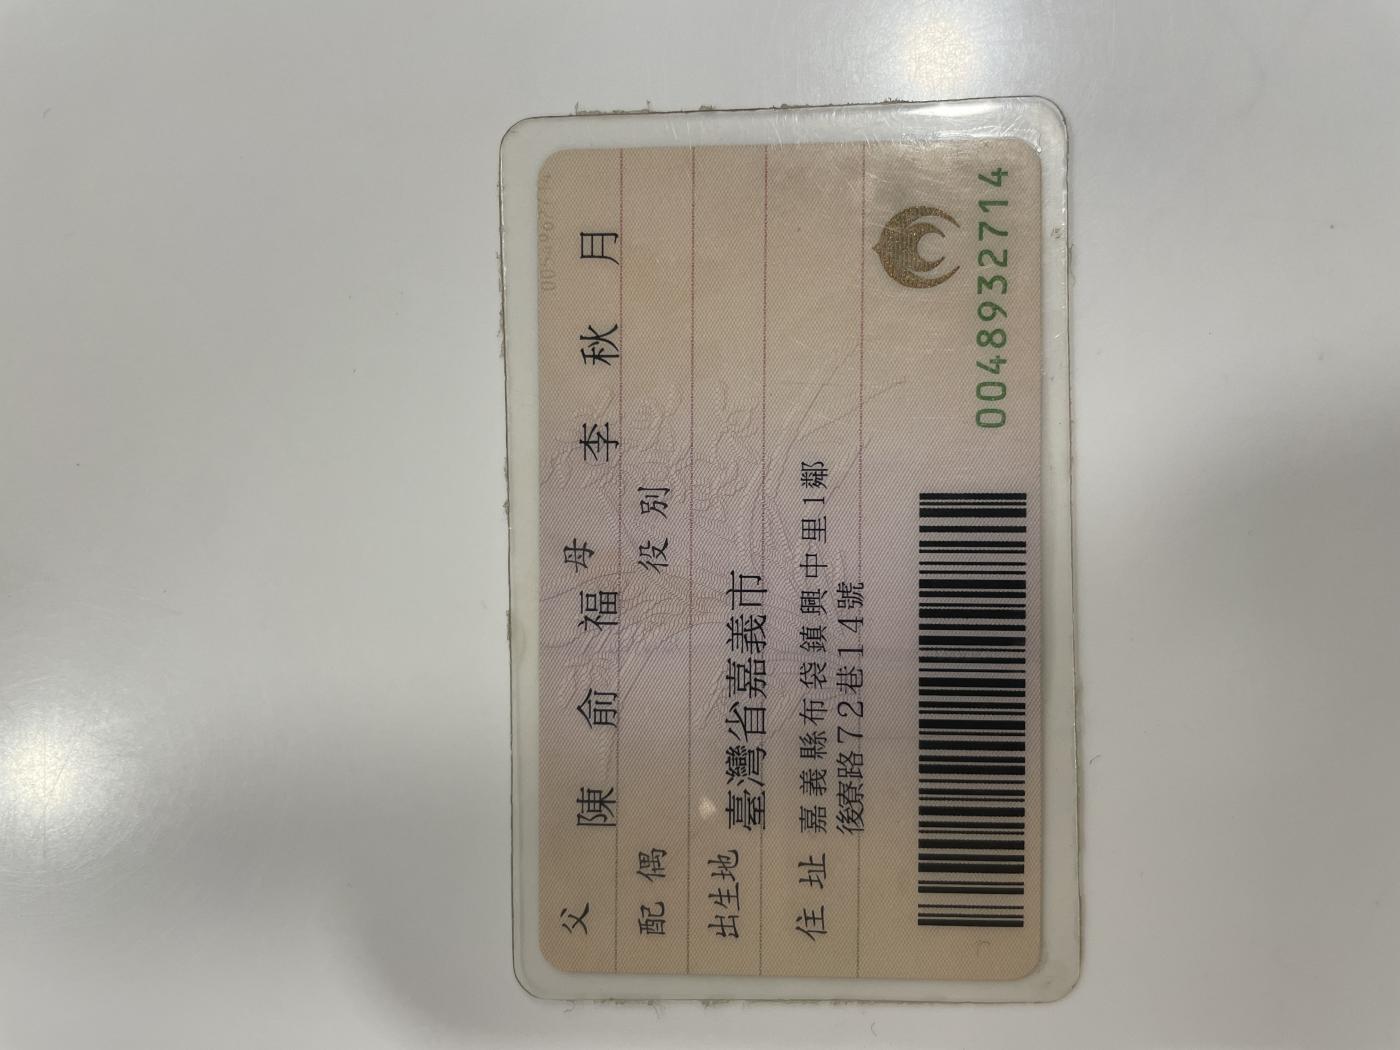 父 陳俞福 母 李秋月
配偶 役別
出生地 臺灣省嘉義市
住址 嘉義縣布袋鎮興中里1鄰
後寮路72巷14號
0048932714